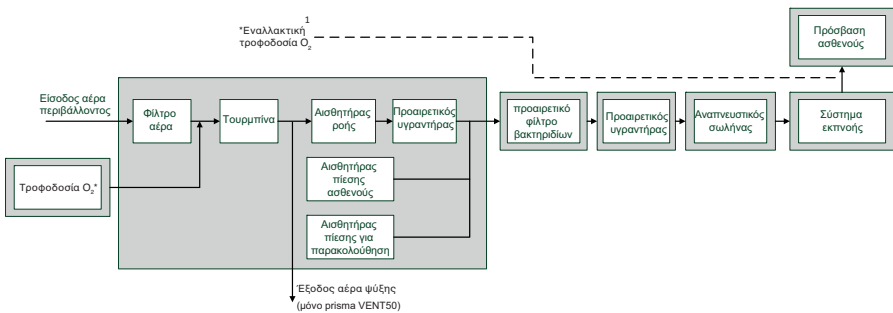 1
*Εναλλακτική
τροφοδοσία O2
Πρόσβαση
ασθενούς
Είσοδος αέρα
περιβάλλοντος
Φίλτρο
αέρα
Τουρμπίνα
Αισθητήρας
ροής
Προαιρετικός
υγραντήρας
προαιρετικό
φίλτρο
βακτηριδίων
Προαιρετικός
υγραντήρας
Αναπνευστικός
σωλήνας
Σύστημα
εκπνοής
Τροφοδοσία O2*
Αισθητήρας
πίεσης
ασθενούς
Αισθητήρας
πίεσης για
παρακολούθηση
Έξοδος αέρα ψύξης
(μόνο prisma VENT50)